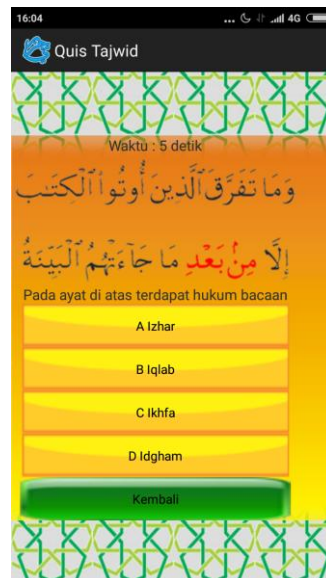 16:04
... 4G
Quis Tajwid
Waktu : 5 detik
وَمَا تَفَرَّقَ ٱلَّذِينَ أُوتُوا۟ ٱلْكِتَـٰبَ
إِلَّا مِنۢ بَعْدِ مَا جَآءَتْهُمُ ٱلْبَيِّنَةُ
Pada ayat di atas terdapat hukum bacaan
A Izhar
B Iqlab
C Ikhfa
D Idgham
Kembali